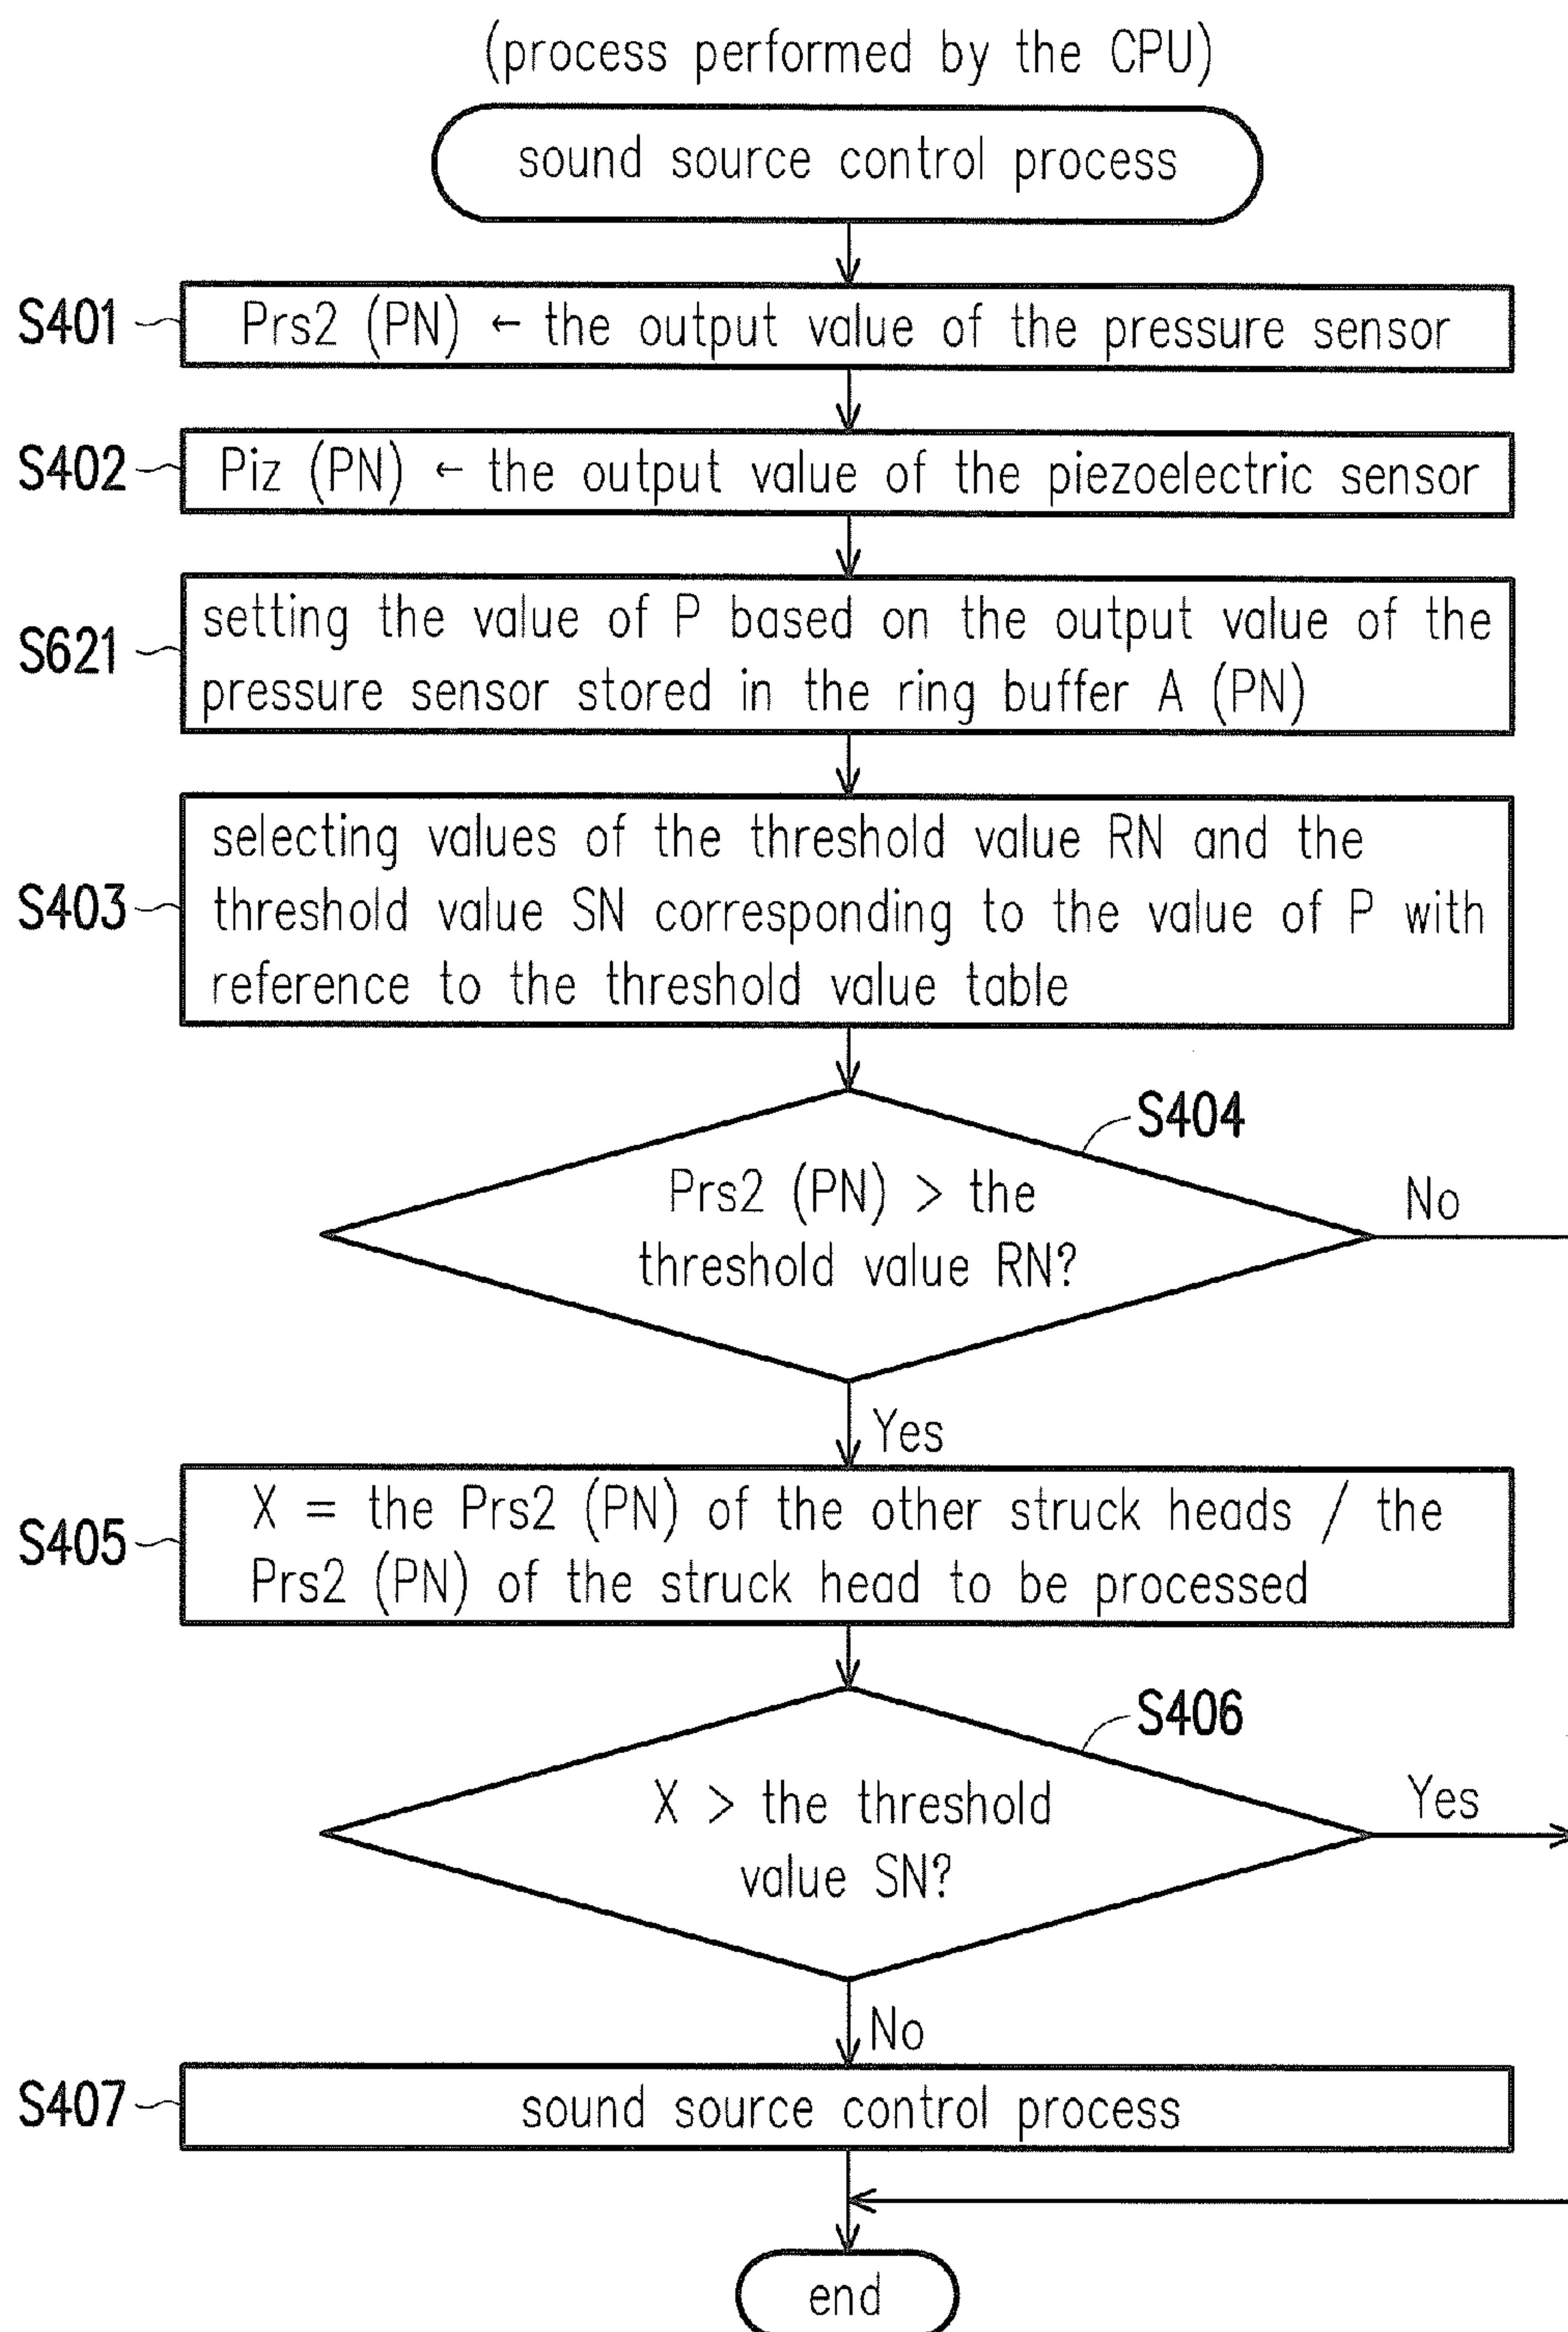 (process performed by the CPU)
sound source control process
S401
Prs2 (PN) ← the output value of the pressure sensor
S402
Piz (PN) ← the output value of the piezoelectric sensor
S621
setting the value of P based on the output value of the
pressure sensor stored in the ring buffer A (PN)
S403
selecting values of the threshold value RN and the
threshold value SN corresponding to the value of P with
reference to the threshold value table
S404
Prs2 (PN) > the
threshold value RN?
No
Yes
S405
X = the Prs2 (PN) of the other struck heads / the
Prs2 (PN) of the struck head to be processed
S406
X > the threshold
value SN?
Yes
No
S407
sound source control process
end